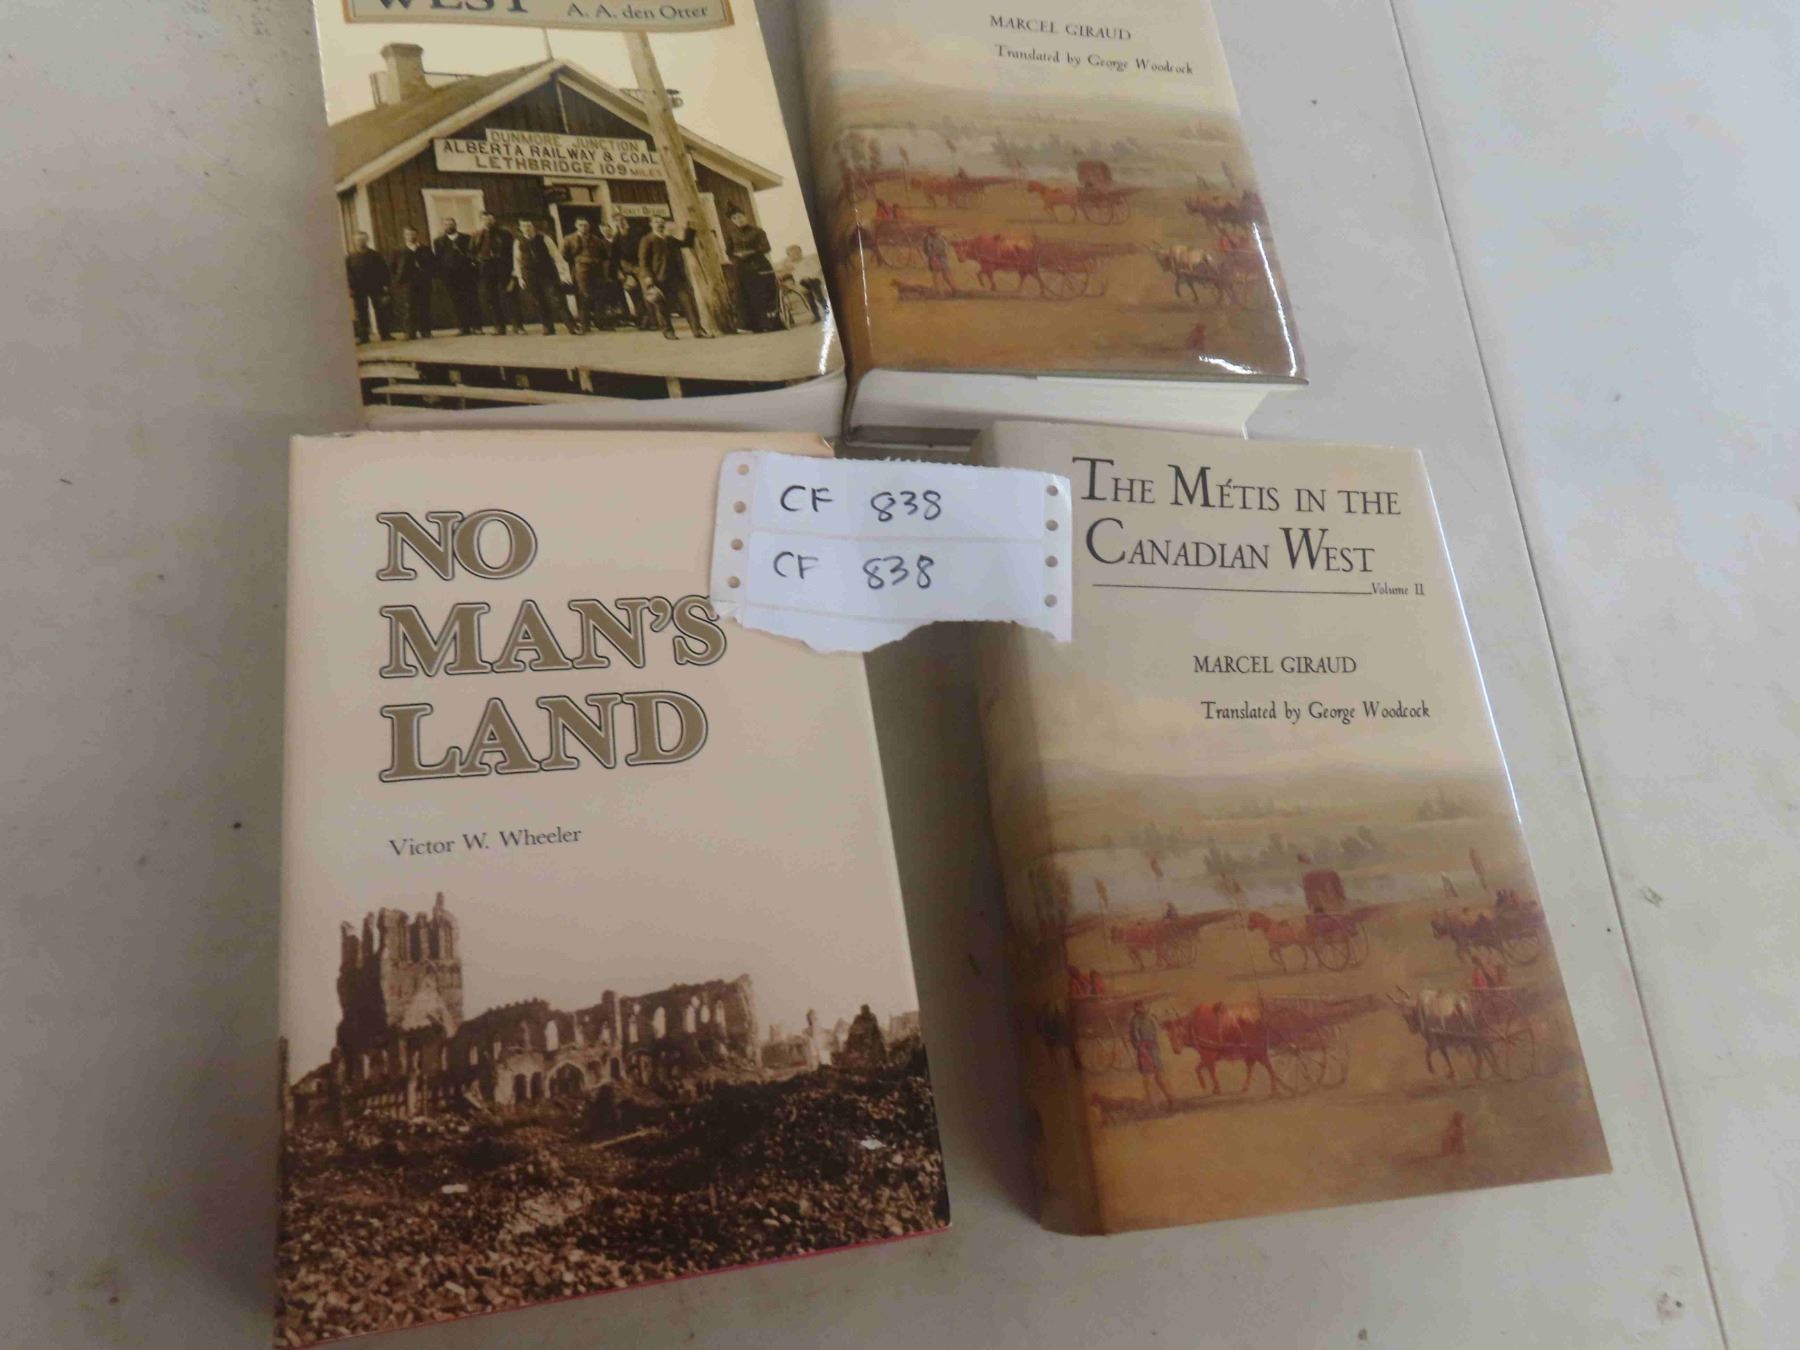 WEST
A. A. den Otter
DUNMORE JUNCTION
ALBERTA RAILWAY & COAL
LETHBRIDGE 109 MILES
TICKET OFFICE
MARCEL GIRAUD
Translated by George Woodcock
NO
MAN'S
LAND
Victor W. Wheeler
CF 838
CF 838
THE MÉTIS IN THE
CANADIAN WEST
Volume II
MARCEL GIRAUD
Translated by George Woodcock